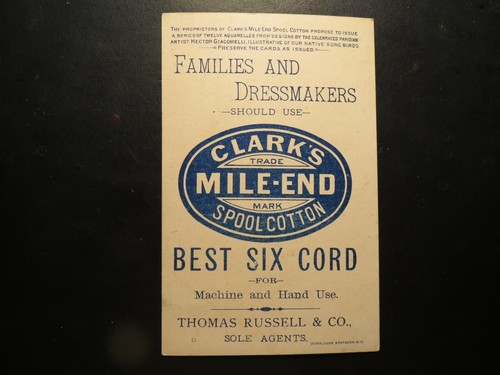 THE PROPRIETORS OF CLARK'S MILE END SPOOL COTTON PROPOSE TO ISSUE
A SERIES OF TWELVE AQUARELLES FROM DESIGNS BY THE CELEBRATED PARISIAN
ARTIST HECTOR GIACOMELLI, ILLUSTRATIVE OF OUR NATIVE SONG BIRDS.
PRESERVE THE CARDS AS ISSUED.
FAMILIES AND
DRESSMAKERS
—SHOULD USE—
CLARK'S
TRADE
MILE-END
MARK
SPOOL COTTON
BEST SIX CORD
—FOR—
Machine and Hand Use.
THOMAS RUSSELL & CO.,
SOLE AGENTS.